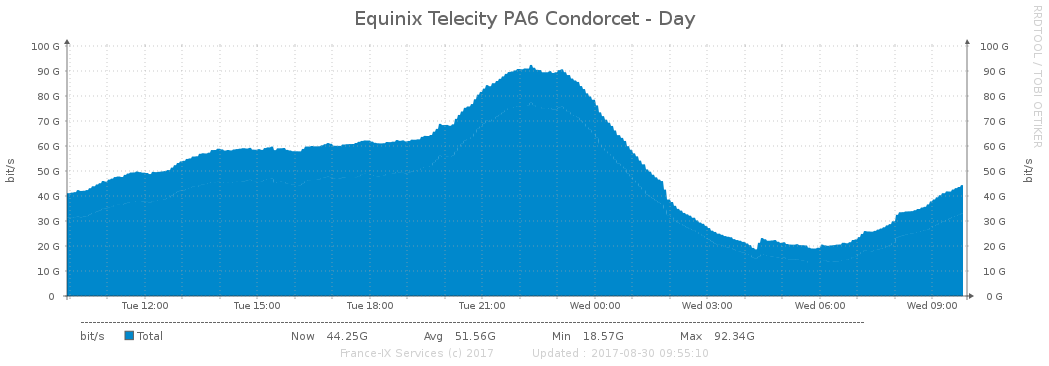 Equinix Telecity PA6 Condorcet - Day
RRDTOOL / TOBI OETIKER
bit/s
100 G 100 G
90 G 90 G
80 G 80 G
70 G 70 G
60 G 60 G
50 G 50 G
40 G 40 G
30 G 30 G
20 G 20 G
10 G 10 G
0 0 G
bit/s
Tue 12:00 Tue 15:00 Tue 18:00 Tue 21:00 Wed 00:00 Wed 03:00 Wed 06:00 Wed 09:00
bit/s Total Now 44.25G Avg 51.56G Min 18.57G Max 92.34G
France-IX Services (c) 2017 Updated : 2017-08-30 09:55:10